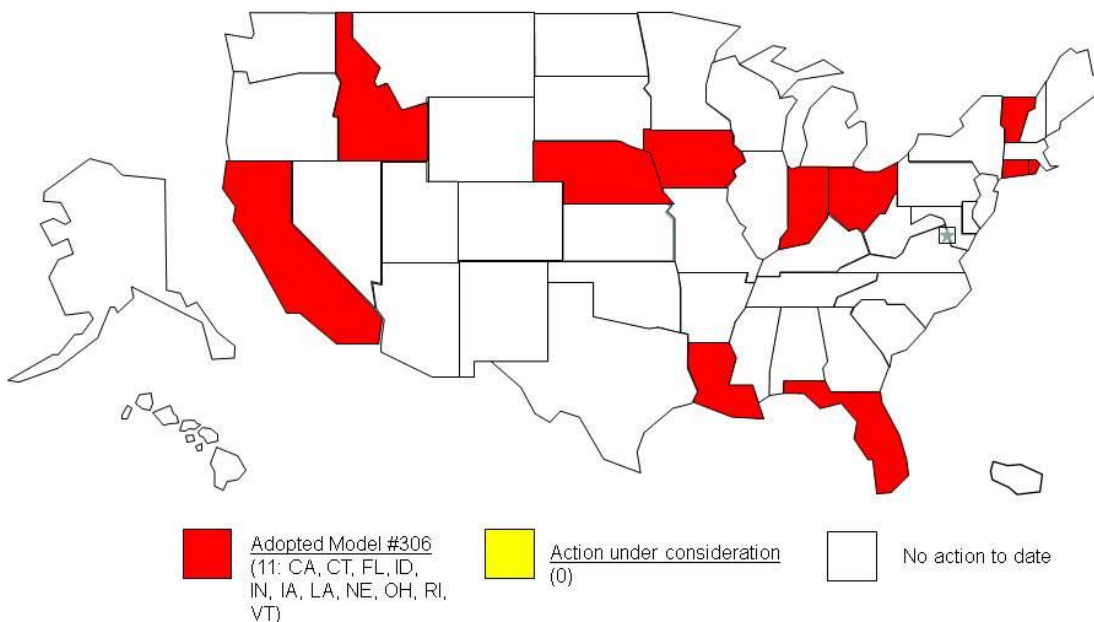 Adopted Model #306
(11: CA, CT, FL, ID,
IN, IA, LA, NE, OH, RI,
VT)
Action under consideration
(0)
No action to date